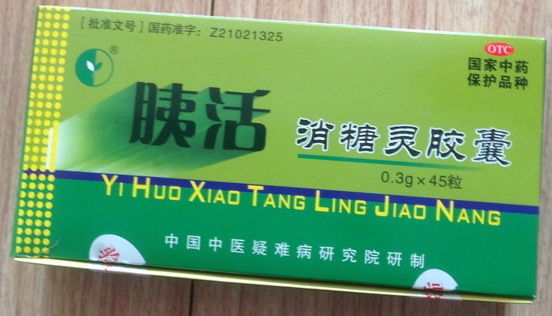 [批准文号]国药准字：Z21021325
®
OTC
国家中药
保护品种
胰活
消糖灵胶囊
0.3g×45粒
YI HUO XIAO TANG LING JIAO NANG
中国中医疑难病研究院研制